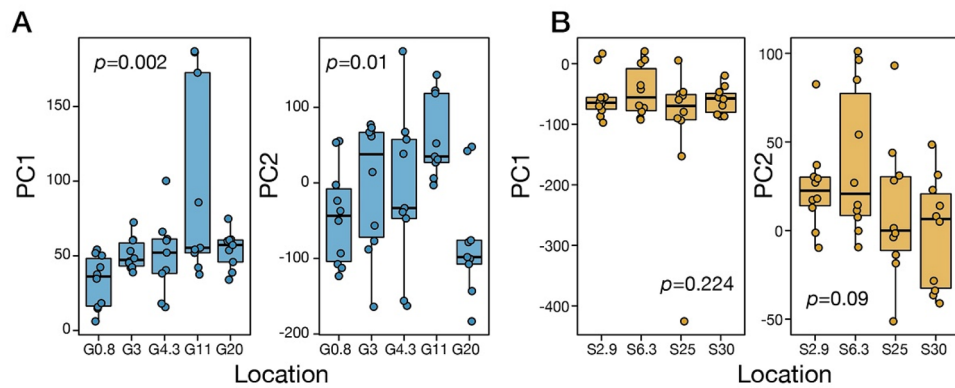 A
PC1
150
100
50
0
p=0.002
G0.8 G3 G4.3 G11 G20
PC2
100
0
-100
-200
p=0.01
G0.8 G3 G4.3 G11 G20
Location
B
PC1
0
-100
-200
-300
-400
p=0.224
S2.9 S6.3 S25 S30
PC2
100
50
0
-50
p=0.09
S2.9 S6.3 S25 S30
Location